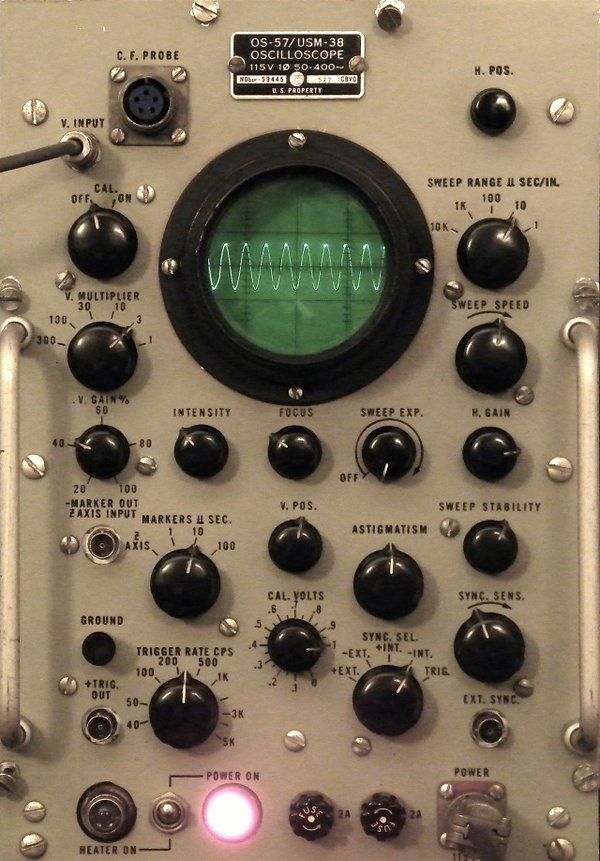 OS-57/USM-38
OSCILLOSCOPE
115V 1Ø 50-400~
NObsr-59445 527 :CBVO
U. S. PROPERTY
C. F. PROBE
H. POS.
V. INPUT
CAL.
OFF ON
SWEEP RANGE μ SEC/IN.
10K 1K 100 10 1
V. MULTIPLIER
300 100 30 10 3 1
SWEEP SPEED
V. GAIN %
20 40 60 80 100
INTENSITY
FOCUS
SWEEP EXP.
OFF
H. GAIN
-MARKER OUT
Z AXIS INPUT
MARKERS μ SEC.
Z AXIS 1 10 100
V. POS.
ASTIGMATISM
SWEEP STABILITY
CAL. VOLTS
0 .1 .2 .3 .4 .5 .6 .7 .8 .9 1
SYNC. SENS.
GROUND
TRIGGER RATE CPS
40 50 100 200 500 1K 3K 5K
SYNC. SEL.
+EXT. -EXT. +INT. -INT. TRIG.
+TRIG.
OUT
EXT. SYNC.
POWER ON
HEATER ON
FUSE 2A
FUSE 2A
POWER